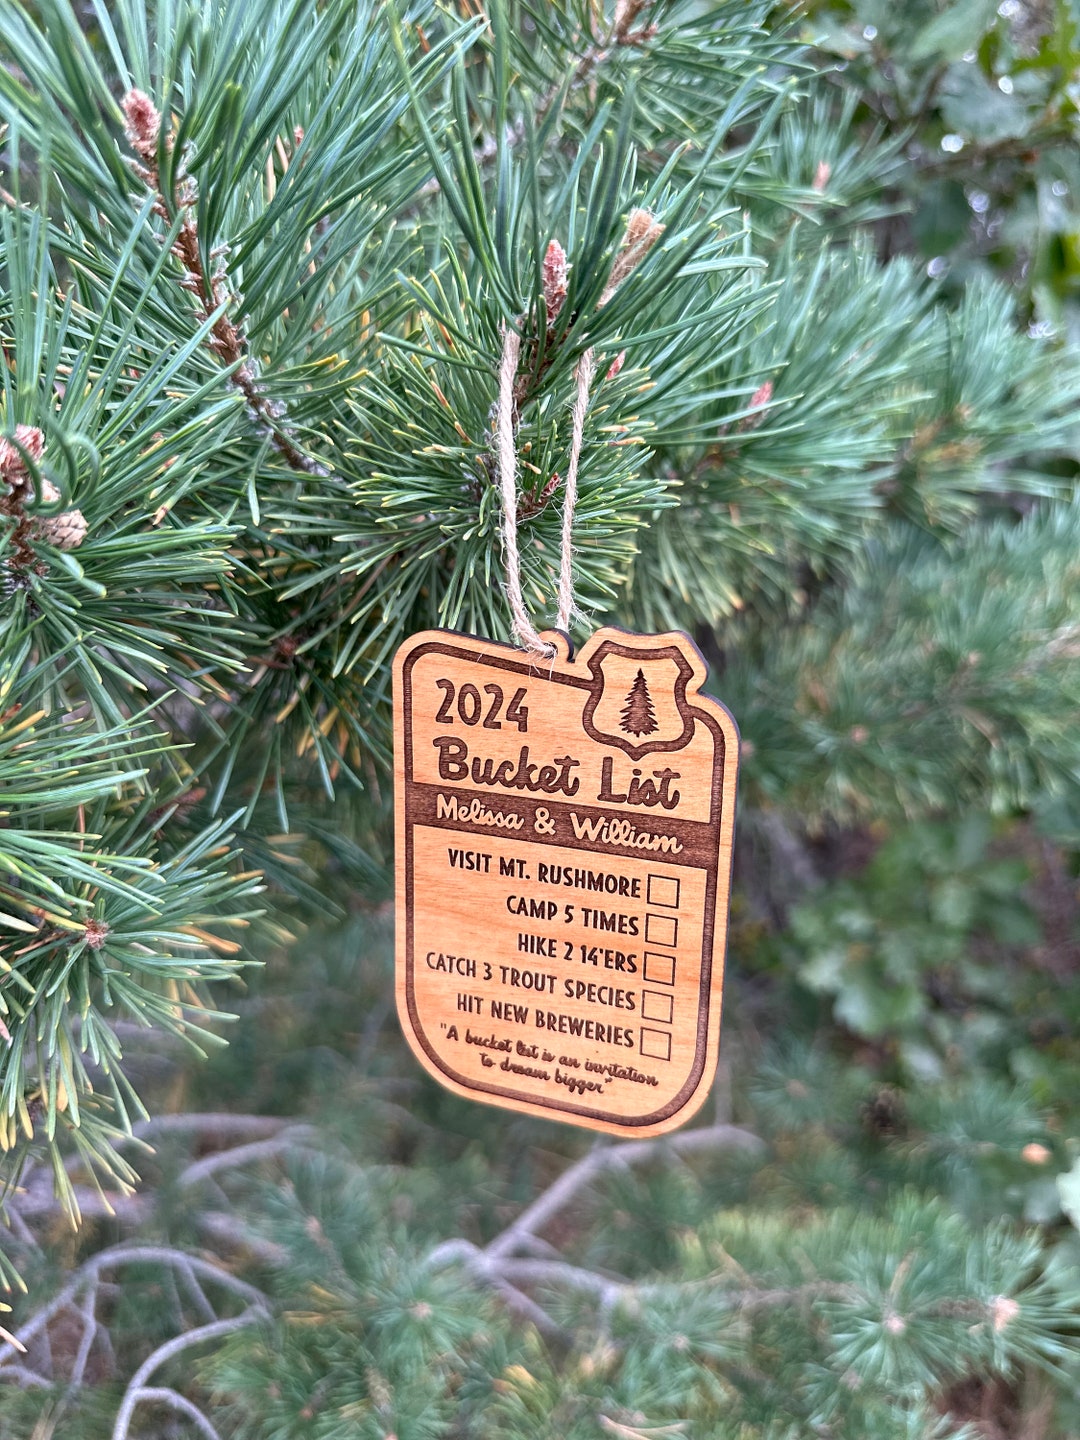 2024
Bucket List
Melissa & William
VISIT MT. RUSHMORE
CAMP 5 TIMES
HIKE 2 14'ERS
CATCH 3 TROUT SPECIES
HIT NEW BREWERIES
"A bucket list is an invitation
to dream bigger"